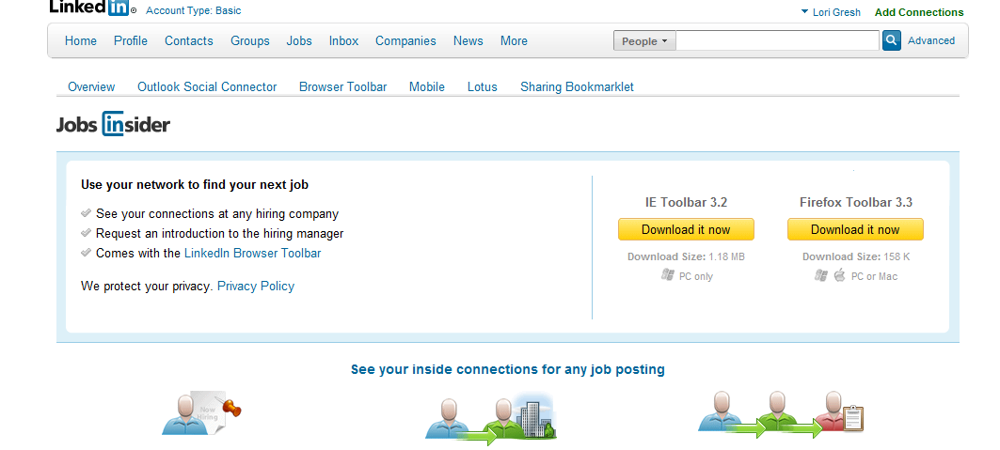 Linked in® Account Type: Basic
Lori Gresh Add Connections
Home Profile Contacts Groups Jobs Inbox Companies News More People Advanced
Overview Outlook Social Connector Browser Toolbar Mobile Lotus Sharing Bookmarklet
Jobs insider
Use your network to find your next job
See your connections at any hiring company
Request an introduction to the hiring manager
Comes with the LinkedIn Browser Toolbar
We protect your privacy. Privacy Policy
IE Toolbar 3.2
Download it now
Download Size: 1.18 MB
PC only
Firefox Toolbar 3.3
Download it now
Download Size: 158 K
PC or Mac
See your inside connections for any job posting
Now
Hiring